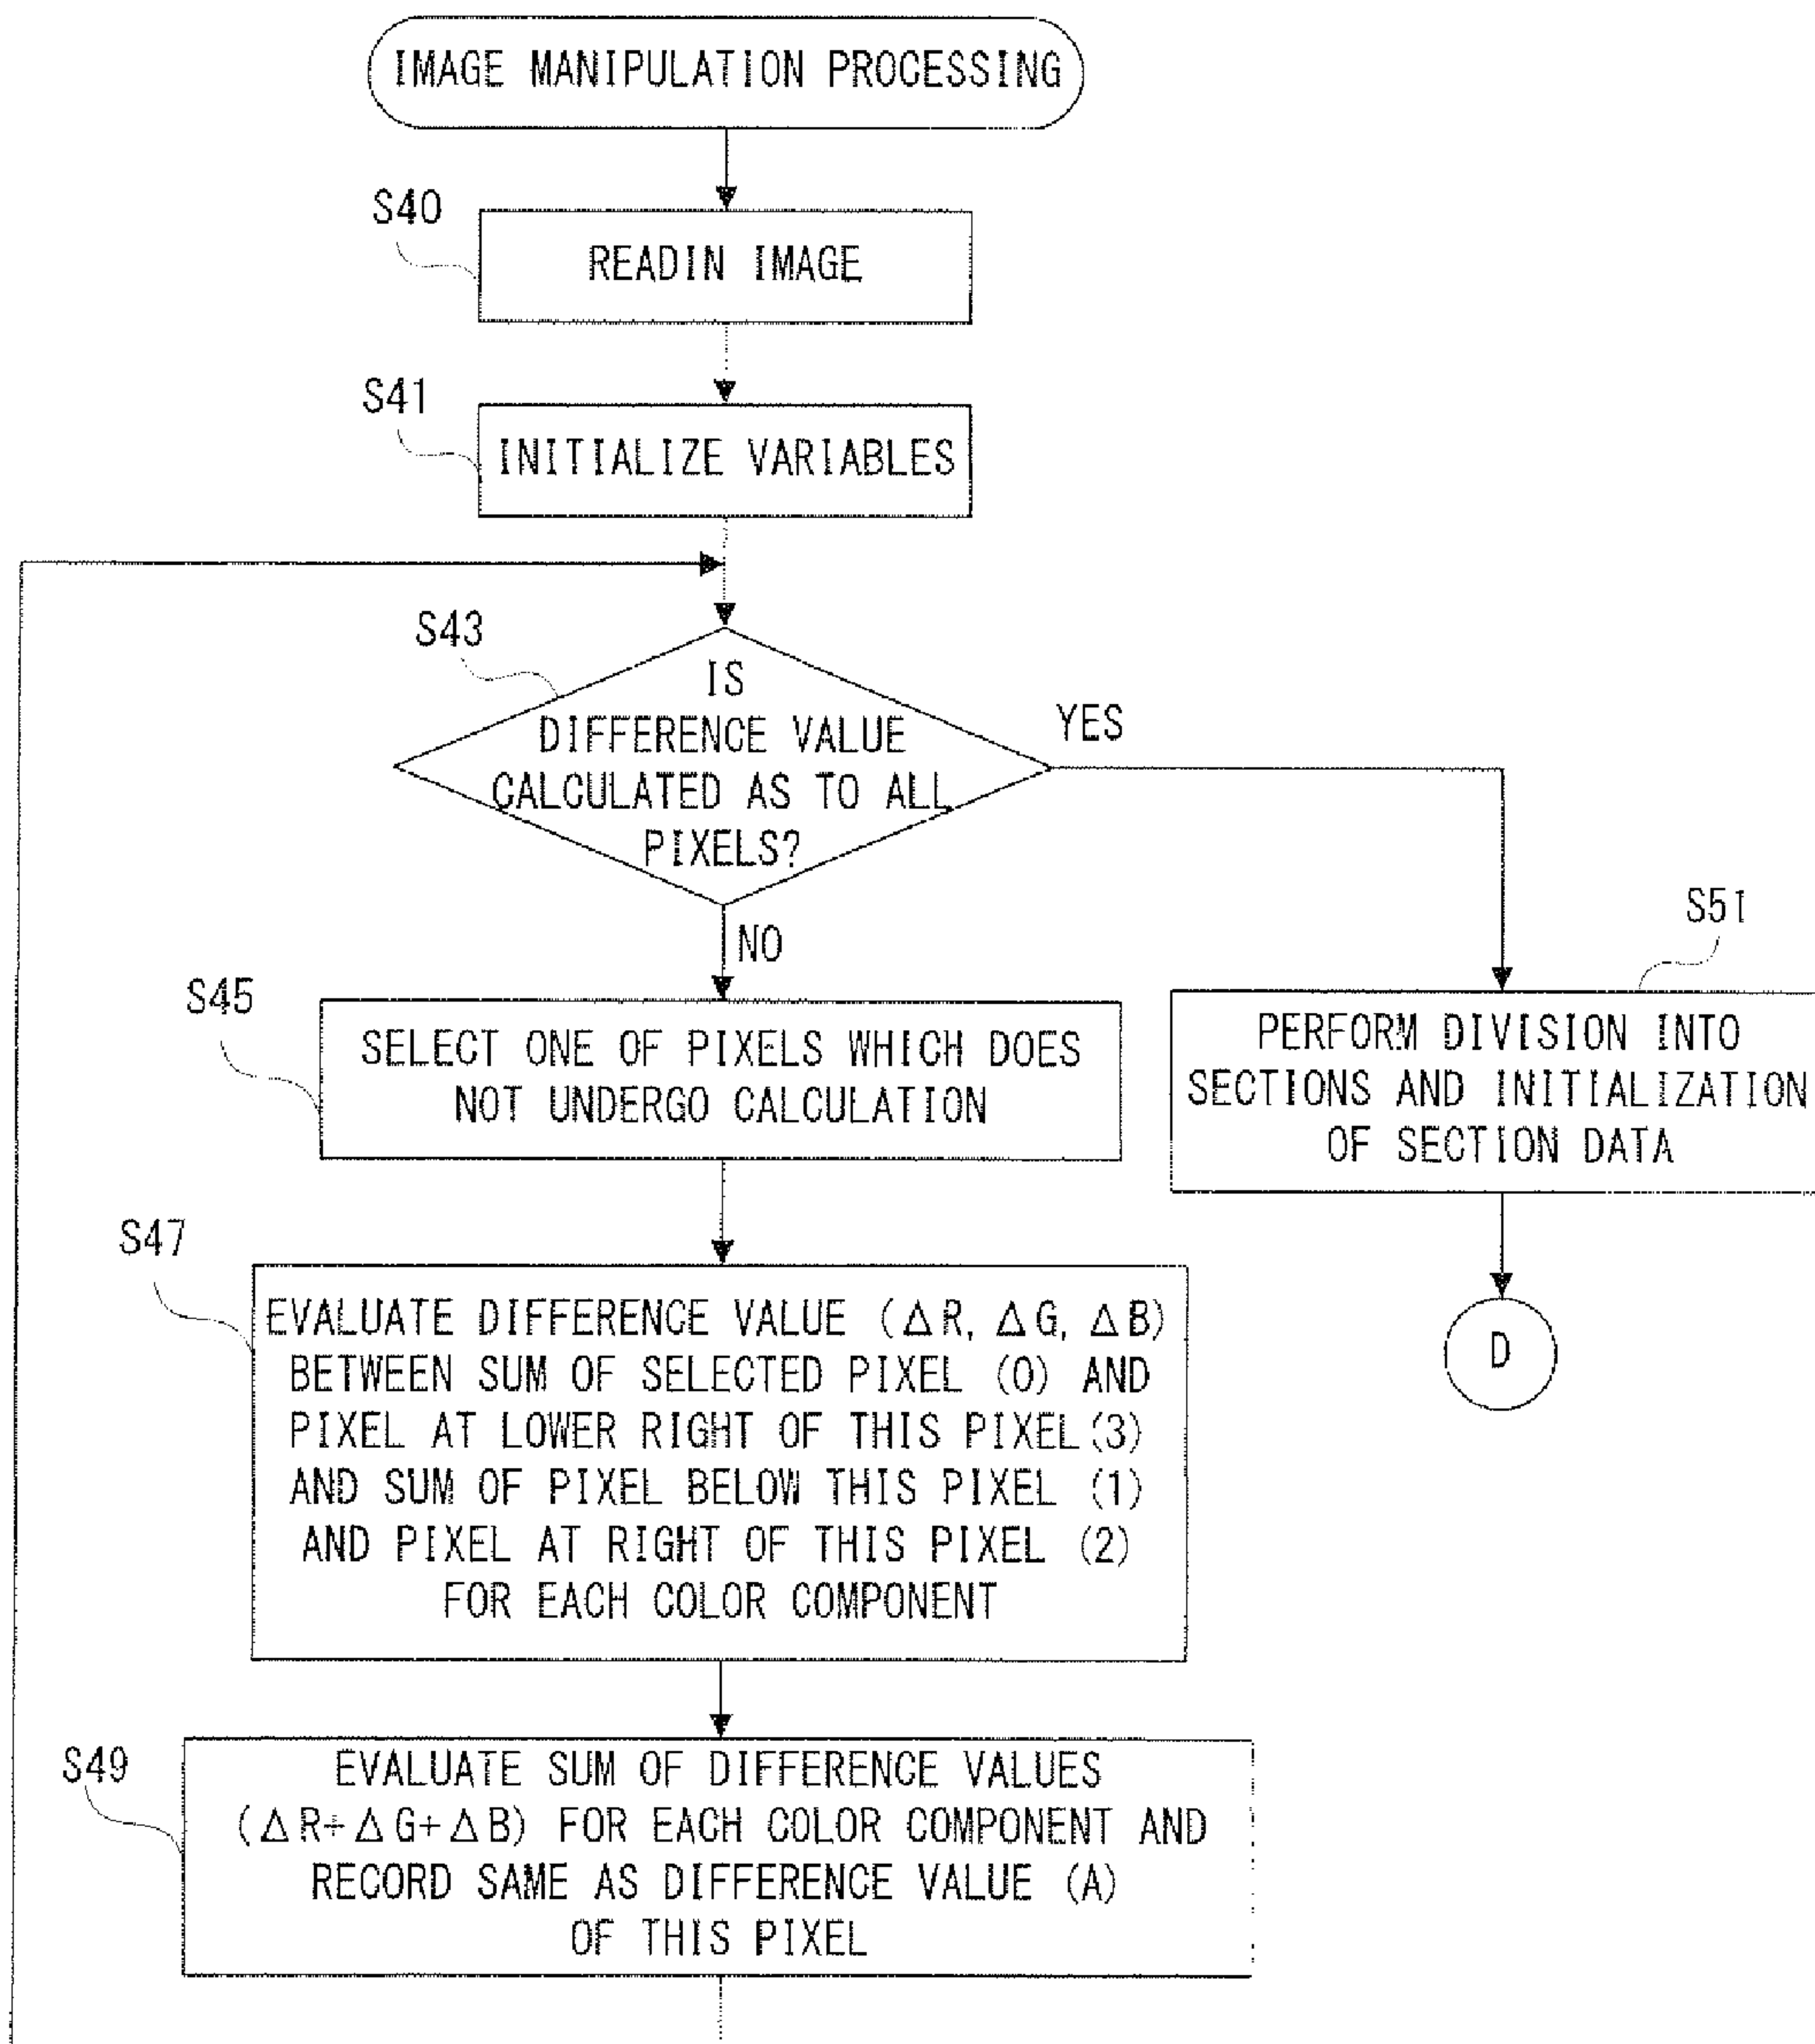 IMAGE MANIPULATION PROCESSING
S40
READIN IMAGE
S41
INITIALIZE VARIABLES
S43
IS
DIFFERENCE VALUE
CALCULATED AS TO ALL
PIXELS?
YES
NO
S45
SELECT ONE OF PIXELS WHICH DOES
NOT UNDERGO CALCULATION
S51
PERFORM DIVISION INTO
SECTIONS AND INITIALIZATION
OF SECTION DATA
D
S47
EVALUATE DIFFERENCE VALUE (ΔR, ΔG, ΔB)
BETWEEN SUM OF SELECTED PIXEL (0) AND
PIXEL AT LOWER RIGHT OF THIS PIXEL(3)
AND SUM OF PIXEL BELOW THIS PIXEL (1)
AND PIXEL AT RIGHT OF THIS PIXEL (2)
FOR EACH COLOR COMPONENT
S49
EVALUATE SUM OF DIFFERENCE VALUES
(ΔR+ΔG+ΔB) FOR EACH COLOR COMPONENT AND
RECORD SAME AS DIFFERENCE VALUE (A)
OF THIS PIXEL